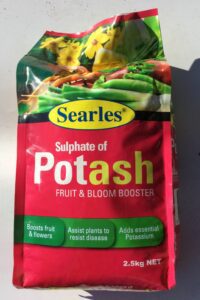 Searles®
Sulphate of
Potash
FRUIT & BLOOM BOOSTER
Boosts fruit
& flowers
Assist plants to
resist disease
Adds essential
Potassium
2.5kg NET